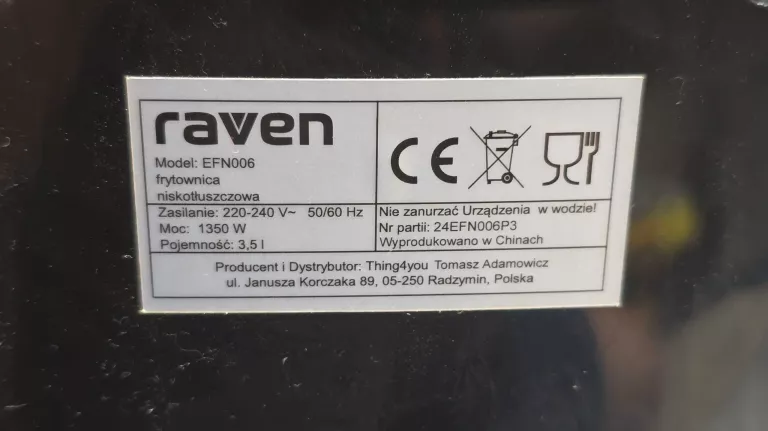 raven
Model: EFN006
frytownica
niskotłuszczowa
Zasilanie: 220-240 V~ 50/60 Hz
Moc: 1350 W
Pojemność: 3,5 l
CE
Nie zanurzać Urządzenia w wodzie!
Nr partii: 24EFN006P3
Wyprodukowano w Chinach
Producent i Dystrybutor: Thing4you Tomasz Adamowicz
ul. Janusza Korczaka 89, 05-250 Radzymin, Polska